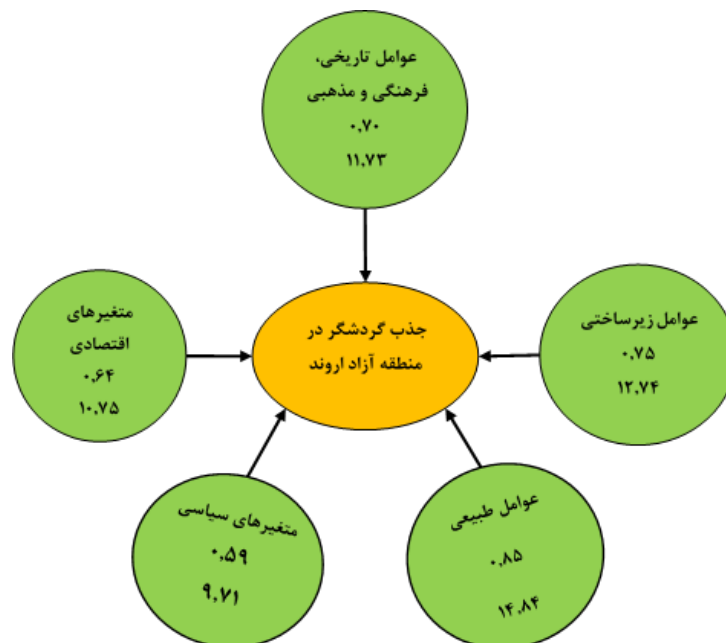 عوامل تاریخی،
فرهنگی و مذهبی
۰,۷۰
۱۱,۷۳
عوامل زیرساختی
۰,۷۵
۱۲,۷۴
جذب گردشگر در
منطقه آزاد اروند
متغیرهای
اقتصادی
۰,۶۴
۱۰,۷۵
عوامل طبیعی
۰,۸۵
۱۴,۸۴
متغیرهای سیاسی
۰,۵۹
۹,۷۱